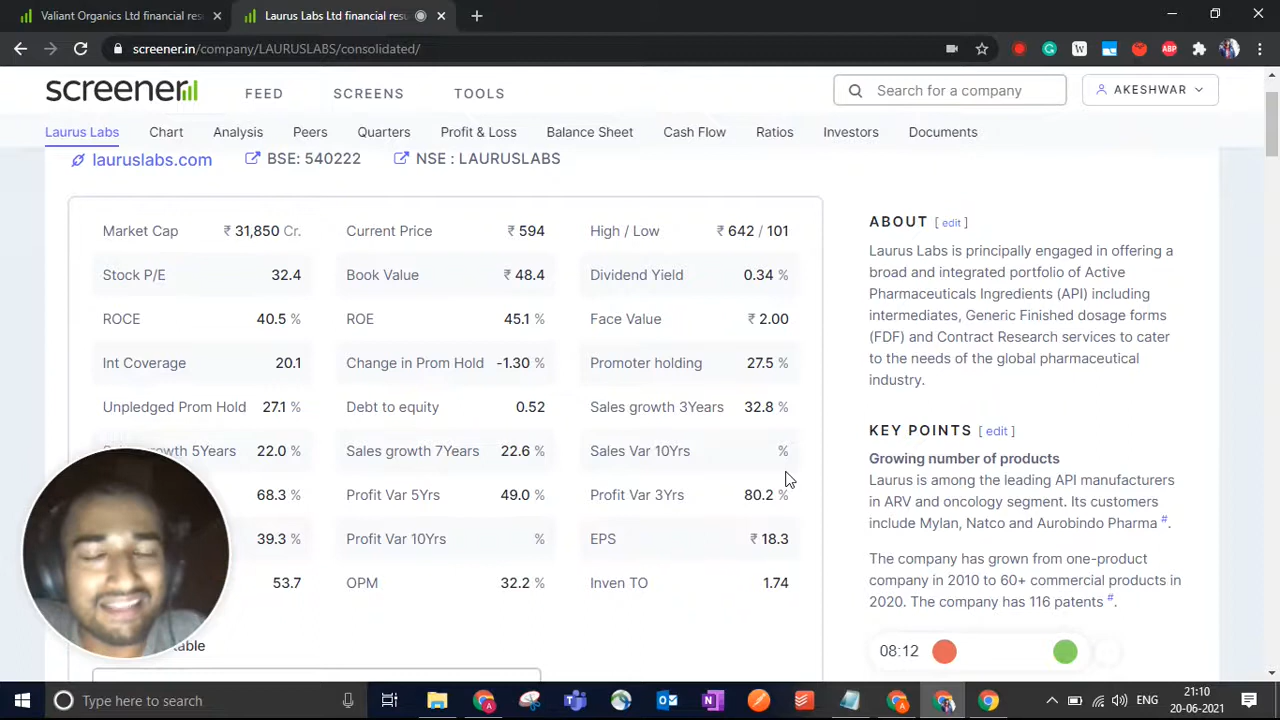 Valiant Organics Ltd financial res
Laurus Labs Ltd financial res
screener.in/company/LAURUSLABS/consolidated/
screener
FEED
SCREENS
TOOLS
Search for a company
AKESHWAR
Laurus Labs
Chart
Analysis
Peers
Quarters
Profit & Loss
Balance Sheet
Cash Flow
Ratios
Investors
Documents
lauruslabs.com
BSE: 540222
NSE : LAURUSLABS
Market Cap ₹ 31,850 Cr.
Current Price ₹ 594
High / Low ₹ 642 / 101
Stock P/E 32.4
Book Value ₹ 48.4
Dividend Yield 0.34 %
ROCE 40.5 %
ROE 45.1 %
Face Value ₹ 2.00
Int Coverage 20.1
Change in Prom Hold -1.30 %
Promoter holding 27.5 %
Unpledged Prom Hold 27.1 %
Debt to equity 0.52
Sales growth 3Years 32.8 %
5Years 22.0 %
Sales growth 7Years 22.6 %
Sales Var 10Yrs %
68.3 %
Profit Var 5Yrs 49.0 %
Profit Var 3Yrs 80.2 %
39.3 %
Profit Var 10Yrs %
EPS ₹ 18.3
53.7
OPM 32.2 %
Inven TO 1.74
ABOUT [ edit ]
Laurus Labs is principally engaged in offering a
broad and integrated portfolio of Active
Pharmaceuticals Ingredients (API) including
intermediates, Generic Finished dosage forms
(FDF) and Contract Research services to cater
to the needs of the global pharmaceutical
industry.
KEY POINTS [ edit ]
Growing number of products
Laurus is among the leading API manufacturers
in ARV and oncology segment. Its customers
include Mylan, Natco and Aurobindo Pharma #.
The company has grown from one-product
company in 2010 to 60+ commercial products in
2020. The company has 116 patents #.
08:12
Type here to search
ENG
21:10
20-06-2021